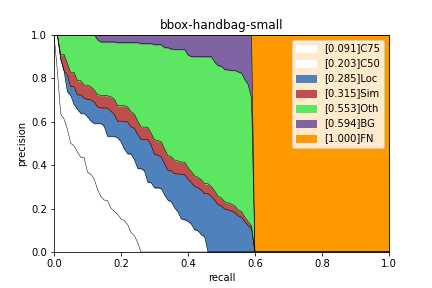 bbox-handbag-small
1.0
0.8
0.6
0.4
0.2
0.0
precision
[0.091]C75
[0.203]C50
[0.285]Loc
[0.315]Sim
[0.553]Oth
[0.594]BG
[1.000]FN
0.0 0.2 0.4 0.6 0.8 1.0
recall